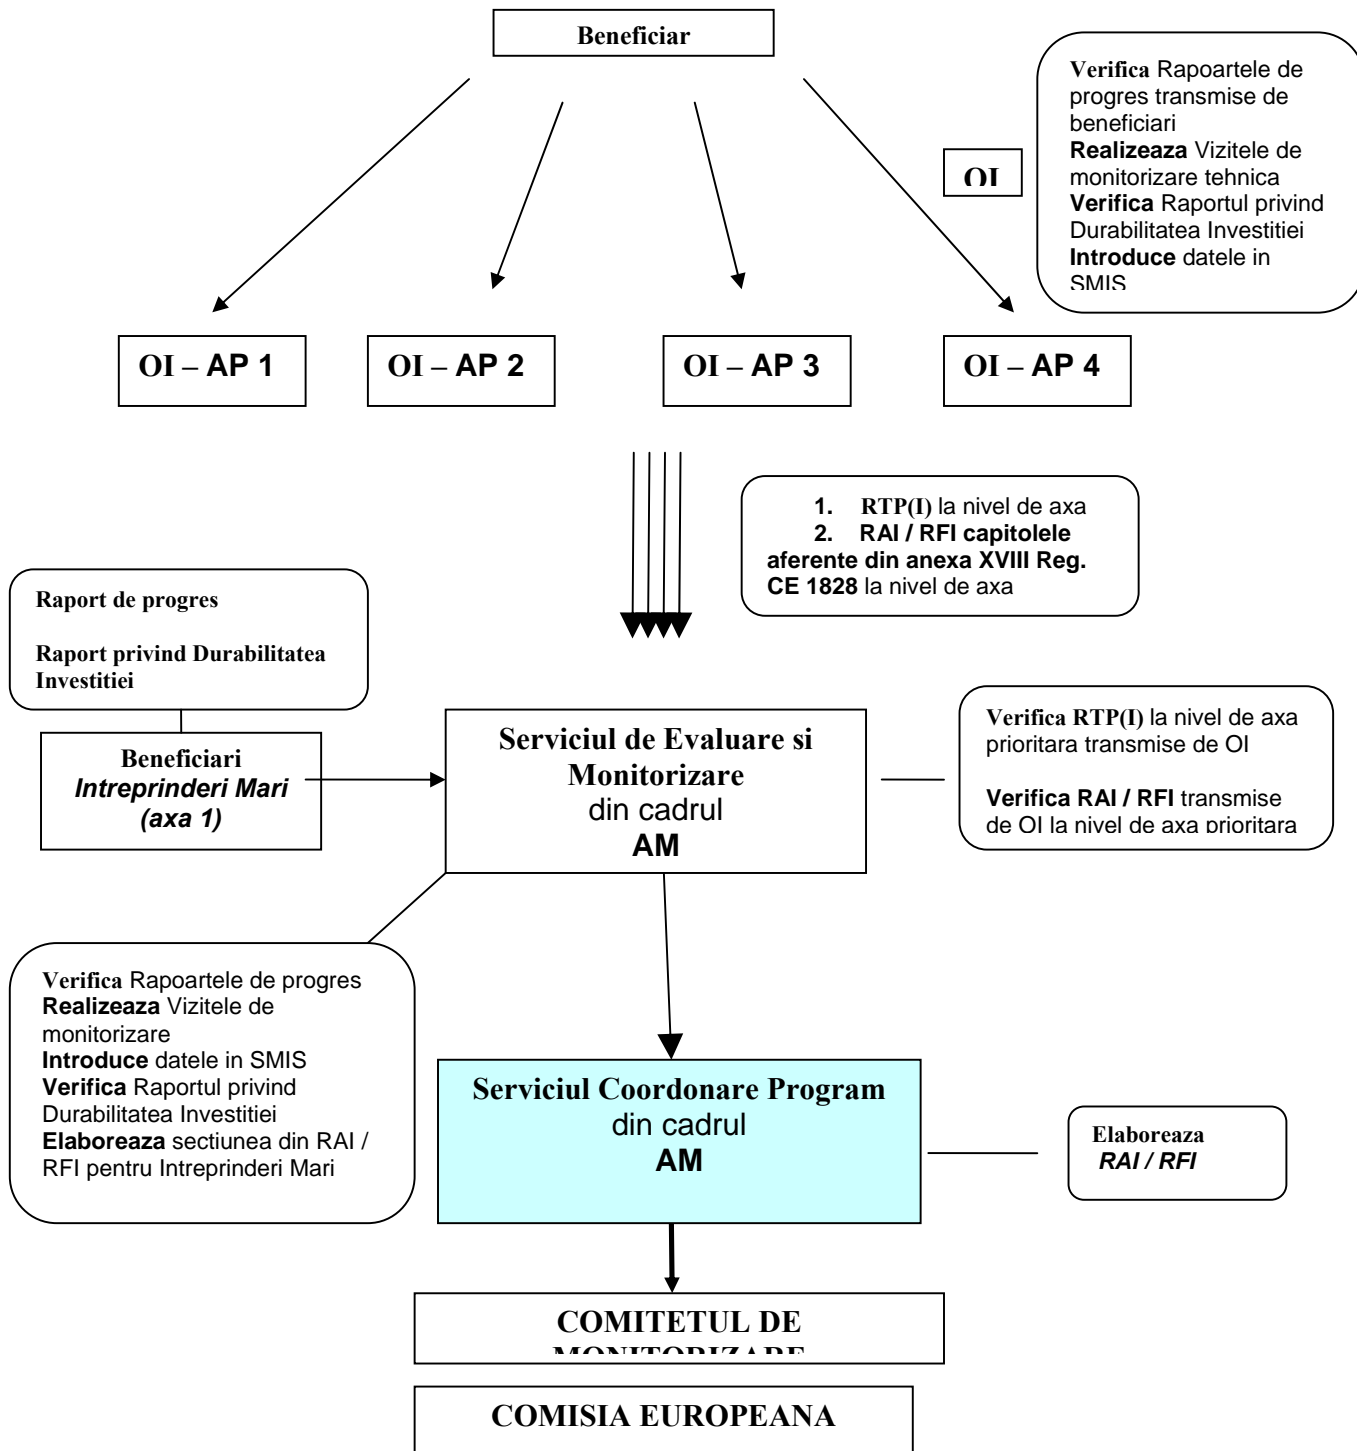 Beneficiar
Verifica Rapoartele de
progres transmise de
beneficiari
Realizeaza Vizitele de
monitorizare tehnica
Verifica Raportul privind
Durabilitatea Investitiei
Introduce datele in
SMIS
OI
OI – AP 1
OI – AP 2
OI – AP 3
OI – AP 4
1. RTP(I) la nivel de axa
2. RAI / RFI capitolele
aferente din anexa XVIII Reg.
CE 1828 la nivel de axa
Raport de progres
Raport privind Durabilitatea
Investitiei
Beneficiari
Intreprinderi Mari
(axa 1)
Serviciul de Evaluare si
Monitorizare
din cadrul
AM
Verifica RTP(I) la nivel de axa
prioritara transmise de OI
Verifica RAI / RFI transmise
de OI la nivel de axa prioritara
Verifica Rapoartele de progres
Realizeaza Vizitele de
monitorizare
Introduce datele in SMIS
Verifica Raportul privind
Durabilitatea Investitiei
Elaboreaza sectiunea din RAI /
RFI pentru Intreprinderi Mari
Serviciul Coordonare Program
din cadrul
AM
Elaboreaza
RAI / RFI
COMITETUL DE
MONITORIZARE
COMISIA EUROPEANA